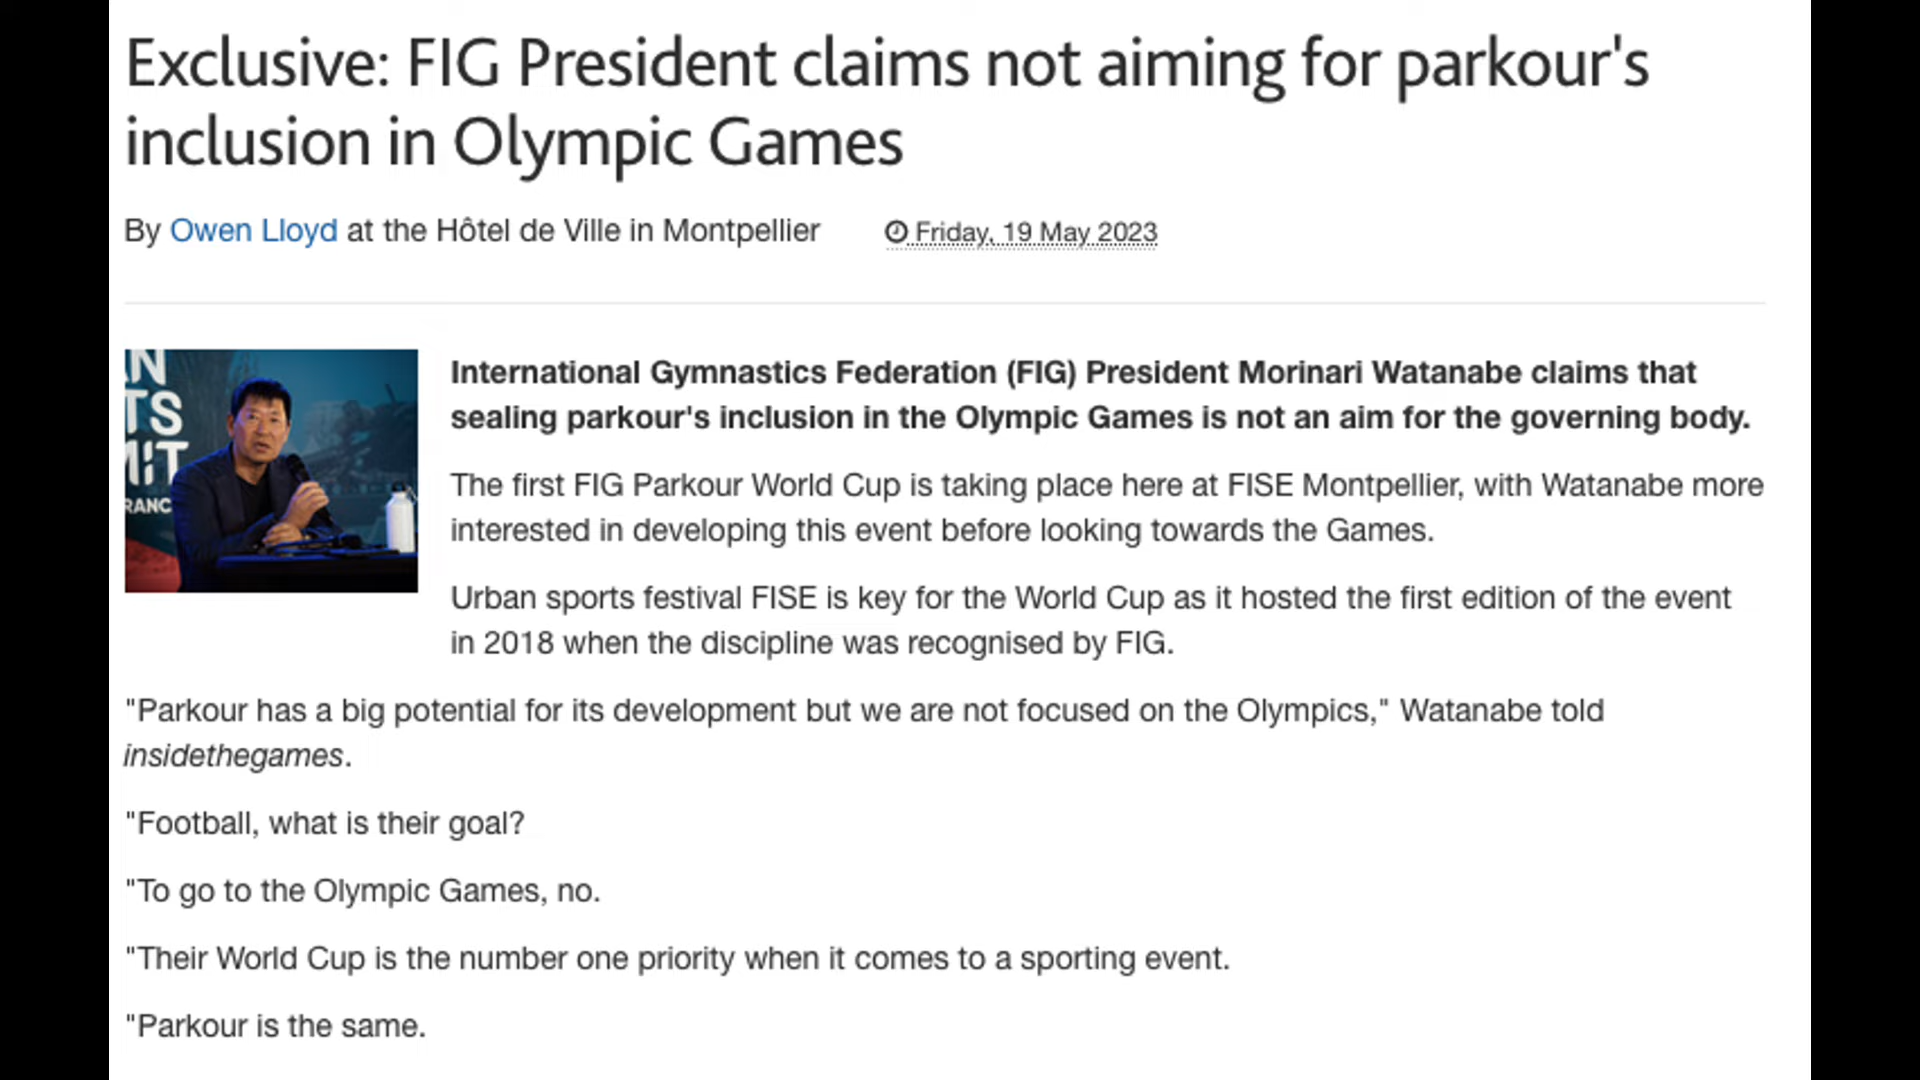 Exclusive: FIG President claims not aiming for parkour's
inclusion in Olympic Games
By Owen Lloyd at the Hôtel de Ville in Montpellier Friday, 19 May 2023
International Gymnastics Federation (FIG) President Morinari Watanabe claims that
sealing parkour's inclusion in the Olympic Games is not an aim for the governing body.
The first FIG Parkour World Cup is taking place here at FISE Montpellier, with Watanabe more
interested in developing this event before looking towards the Games.
Urban sports festival FISE is key for the World Cup as it hosted the first edition of the event
in 2018 when the discipline was recognised by FIG.
"Parkour has a big potential for its development but we are not focused on the Olympics," Watanabe told
insidethegames.
"Football, what is their goal?
"To go to the Olympic Games, no.
"Their World Cup is the number one priority when it comes to a sporting event.
"Parkour is the same.